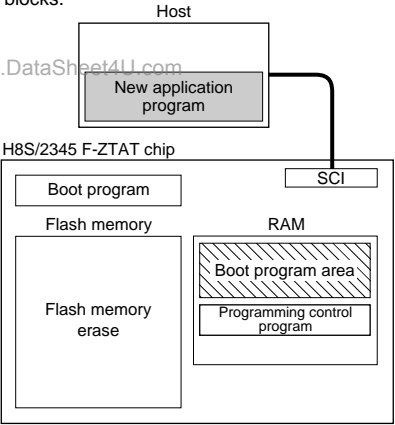 blocks.
Host
.DataSheet4U.com
New application
program
H8S/2345 F-ZTAT chip
SCI
Boot program
Flash memory
RAM
Boot program area
Flash memory
erase
Programming control
program